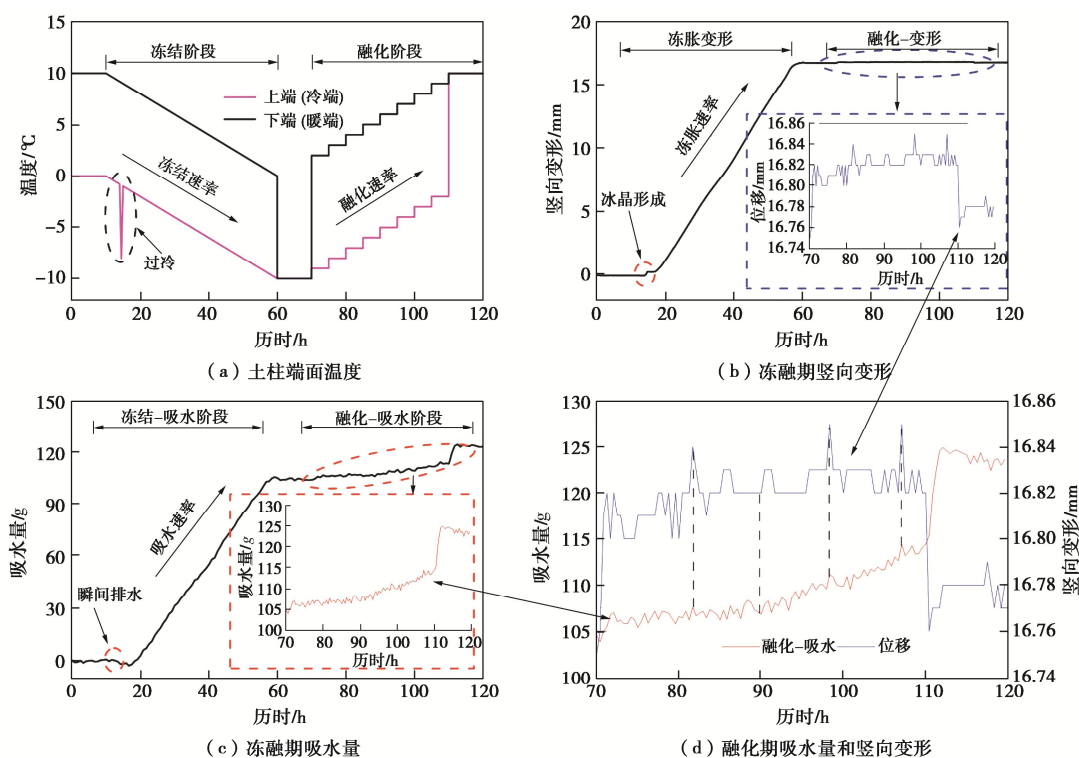 15
10
5
0
−5
−10
温度/℃
冻结阶段
融化阶段
上端 (冷端)
下端 (暖端)
冻结速率
融化速率
过冷
0 20 40 60 80 100 120
历时/h
（a）土柱端面温度
20
15
10
5
0
竖向变形/mm
冻胀变形
融化-变形
冻胀速率
冰晶形成
16.86
16.84
16.82
16.80
16.78
16.76
16.74
位移/mm
70 80 90 100 110 120
历时/h
0 20 40 60 80 100 120
历时/h
（b）冻融期竖向变形
150
120
90
60
30
0
吸水量/g
冻结-吸水阶段
融化-吸水阶段
吸水速率
瞬间排水
130
125
120
115
110
105
100
吸水量/g
70 80 90 100 110 120
历时/h
0 20 40 60 80 100 120
历时/h
（c）冻融期吸水量
130
125
120
115
110
105
100
吸水量/g
16.86
16.84
16.82
16.80
16.78
16.76
16.74
竖向变形/mm
融化-吸水
位移
70 80 90 100 110 120
历时/h
（d）融化期吸水量和竖向变形